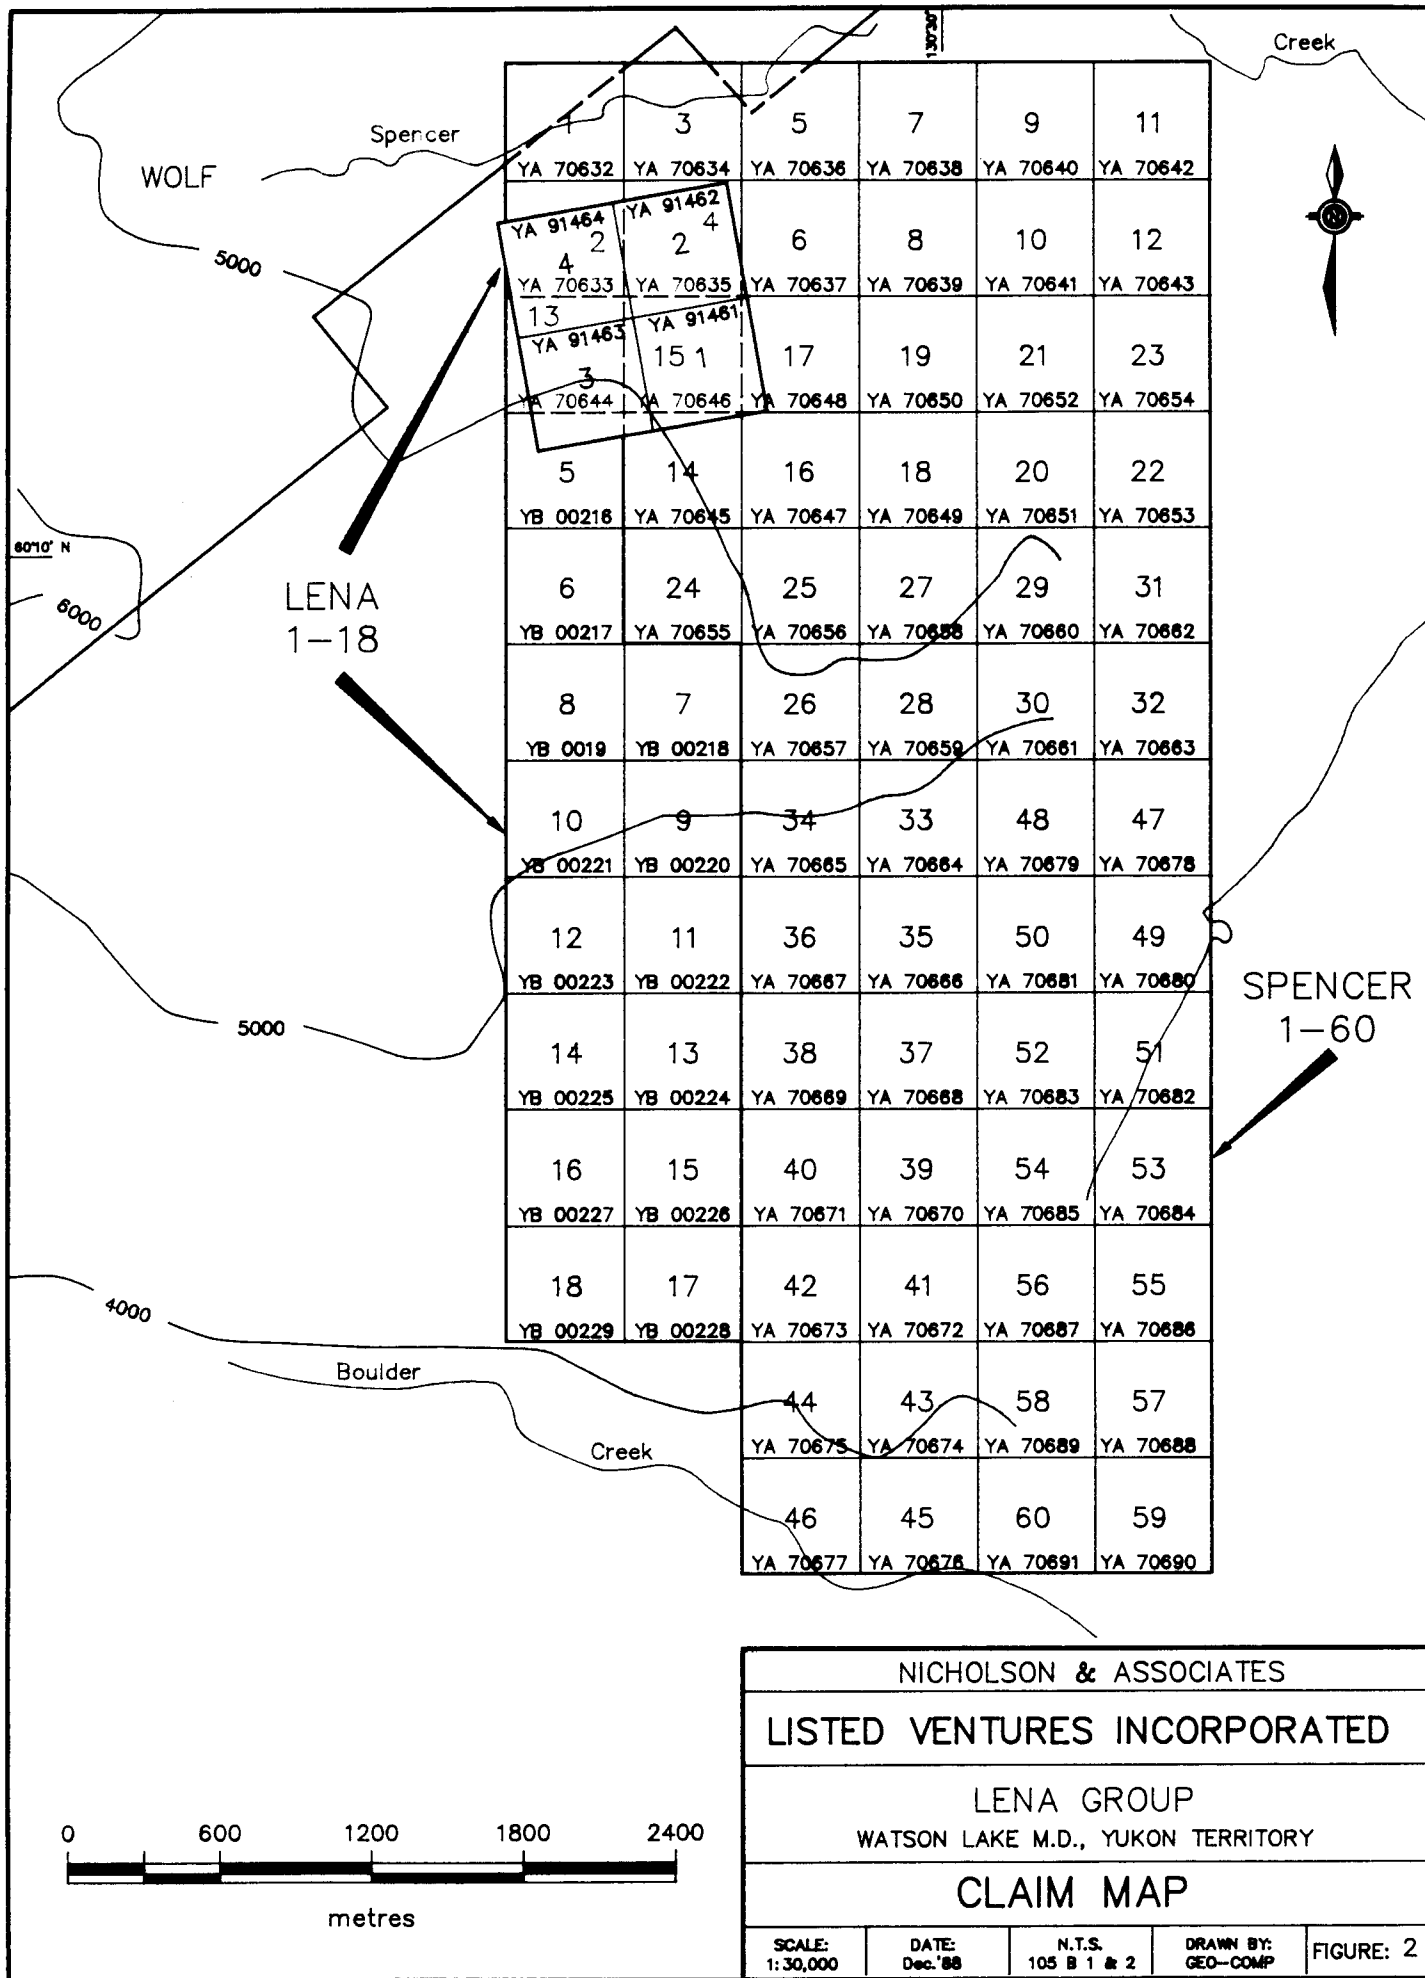 130°30'
Creek
Spencer
WOLF
1 3 5 7 9 11
YA 70632 YA 70634 YA 70636 YA 70638 YA 70640 YA 70642
YA 91464 YA 91462
2 4
4 2 6 8 10 12
5000
YA 70633 YA 70635 YA 70637 YA 70639 YA 70641 YA 70643
13
YA 91463 YA 91461
3 15 1 17 19 21 23
YA 70644 YA 70646 YA 70648 YA 70650 YA 70652 YA 70654
5 14 16 18 20 22
YB 00216 YA 70645 YA 70647 YA 70649 YA 70651 YA 70653
60°10' N
6 24 25 27 29 31
YB 00217 YA 70655 YA 70656 YA 70658 YA 70660 YA 70662
6000
LENA
1-18
8 7 26 28 30 32
YB 0019 YB 00218 YA 70657 YA 70659 YA 70661 YA 70663
10 9 34 33 48 47
YB 00221 YB 00220 YA 70665 YA 70664 YA 70679 YA 70678
12 11 36 35 50 49
YB 00223 YB 00222 YA 70667 YA 70666 YA 70681 YA 70680
SPENCER
1-60
5000
14 13 38 37 52 51
YB 00225 YB 00224 YA 70669 YA 70668 YA 70683 YA 70682
16 15 40 39 54 53
YB 00227 YB 00226 YA 70671 YA 70670 YA 70685 YA 70684
18 17 42 41 56 55
4000
YB 00229 YB 00228 YA 70673 YA 70672 YA 70687 YA 70686
Boulder
44 43 58 57
Creek
YA 70675 YA 70674 YA 70689 YA 70688
46 45 60 59
YA 70677 YA 70676 YA 70691 YA 70690
NICHOLSON & ASSOCIATES
LISTED VENTURES INCORPORATED
LENA GROUP
WATSON LAKE M.D., YUKON TERRITORY
CLAIM MAP
0 600 1200 1800 2400
metres
SCALE:
1:30,000
DATE:
Dec.'88
N.T.S.
105 B 1 & 2
DRAWN BY:
GEO-COMP
FIGURE: 2